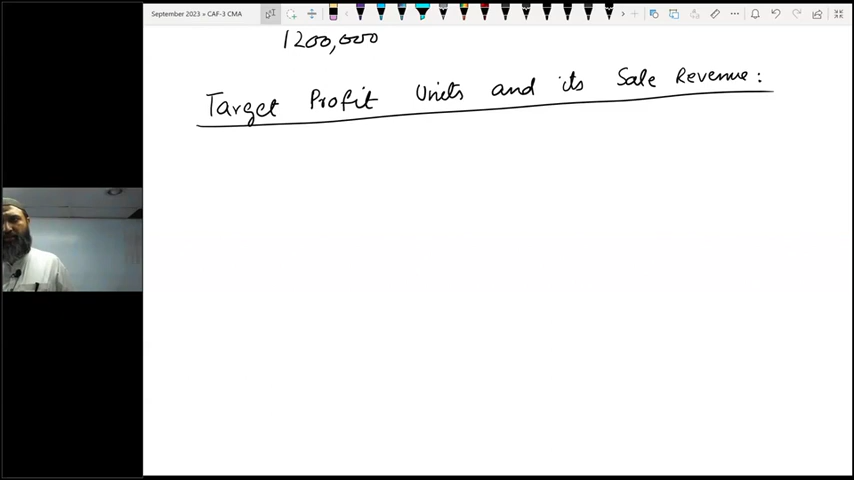 September 2023 » CAF-3 CMA
1200,000
Target Profit Units and its Sale Revenue: